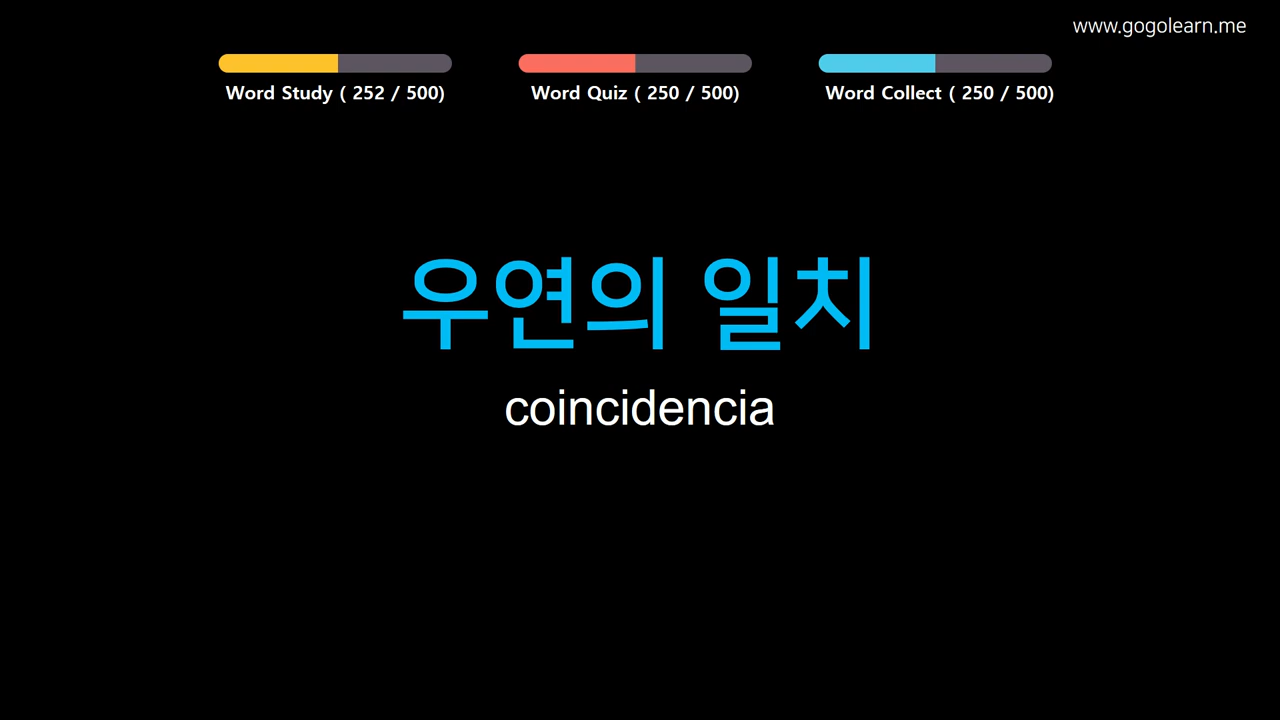 www.gogolearn.me
Word Study ( 252 / 500)
Word Quiz ( 250 / 500)
Word Collect ( 250 / 500)
우연의 일치
coincidencia